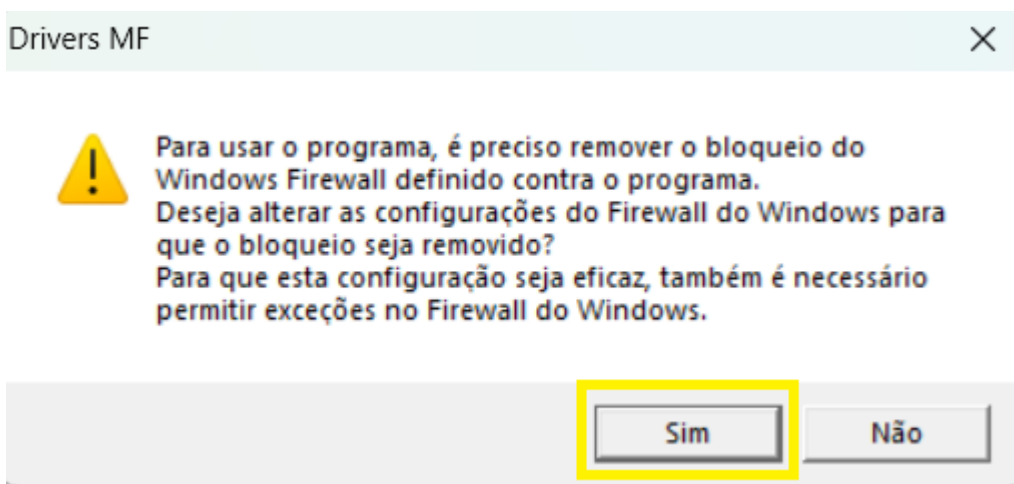 Drivers MF
Para usar o programa, é preciso remover o bloqueio do
Windows Firewall definido contra o programa.
Deseja alterar as configurações do Firewall do Windows para
que o bloqueio seja removido?
Para que esta configuração seja eficaz, também é necessário
permitir exceções no Firewall do Windows.
Sim
Não